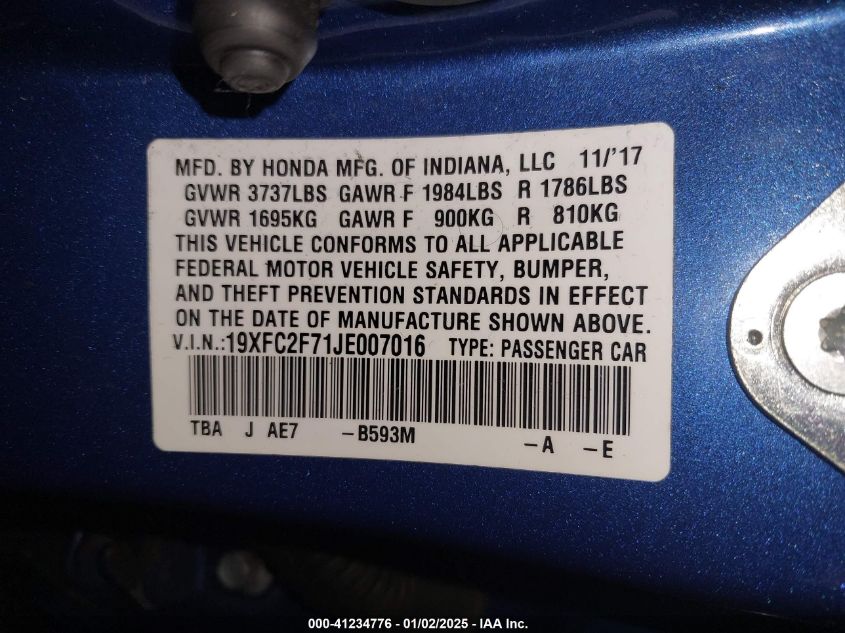 MFD. BY HONDA MFG. OF INDIANA, LLC 11/'17
GVWR 3737LBS GAWR F 1984LBS R 1786LBS
GVWR 1695KG GAWR F 900KG R 810KG
THIS VEHICLE CONFORMS TO ALL APPLICABLE
FEDERAL MOTOR VEHICLE SAFETY, BUMPER,
AND THEFT PREVENTION STANDARDS IN EFFECT
ON THE DATE OF MANUFACTURE SHOWN ABOVE.
V.I.N.:19XFC2F71JE007016 TYPE: PASSENGER CAR
TBA J AE7 -B593M -A -E
000-41234776 - 01/02/2025 - IAA Inc.